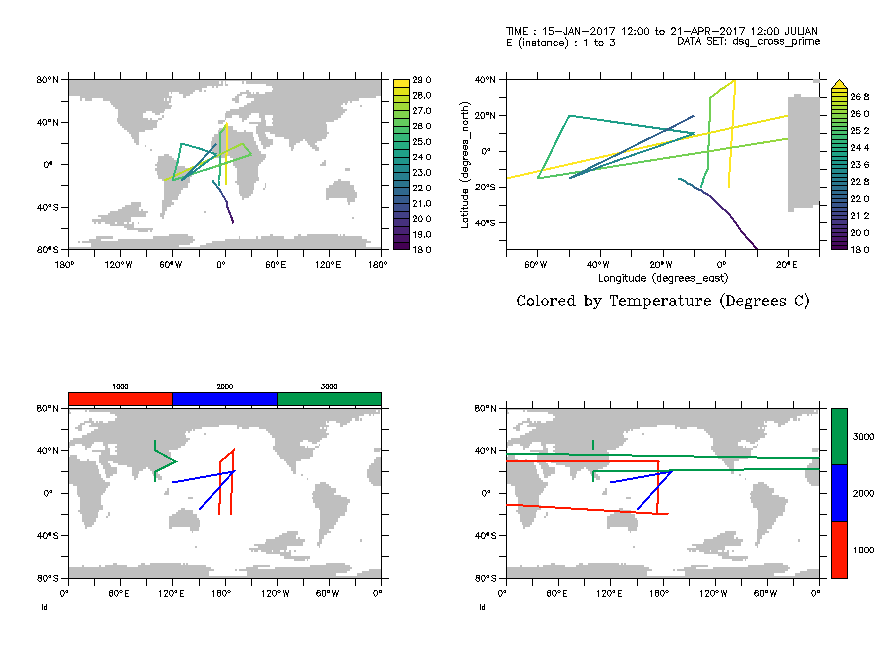 TIME : 15-JAN-2017 12:00 to 21-APR-2017 12:00 JULIAN
E (instance) : 1 to 3
DATA SET: dsg_cross_prime
80°N
40°N
0°
40°S
80°S
180°
120°W
60°W
0°
60°E
120°E
180°
29.0
28.0
27.0
26.0
25.0
24.0
23.0
22.0
21.0
20.0
19.0
18.0
40°N
20°N
0°
20°S
40°S
Latitude (degrees_north)
60°W
40°W
20°W
0°
20°E
Longitude (degrees_east)
26.8
26.0
25.2
24.4
23.6
22.8
22.0
21.2
20.4
19.6
18.8
18.0
Colored by Temperature (Degrees C)
1000
2000
3000
80°N
40°N
0°
40°S
80°S
0°
60°E
120°E
180°
120°W
60°W
0°
id
80°N
40°N
0°
40°S
80°S
0°
60°E
120°E
180°
120°W
60°W
0°
id
3000
2000
1000